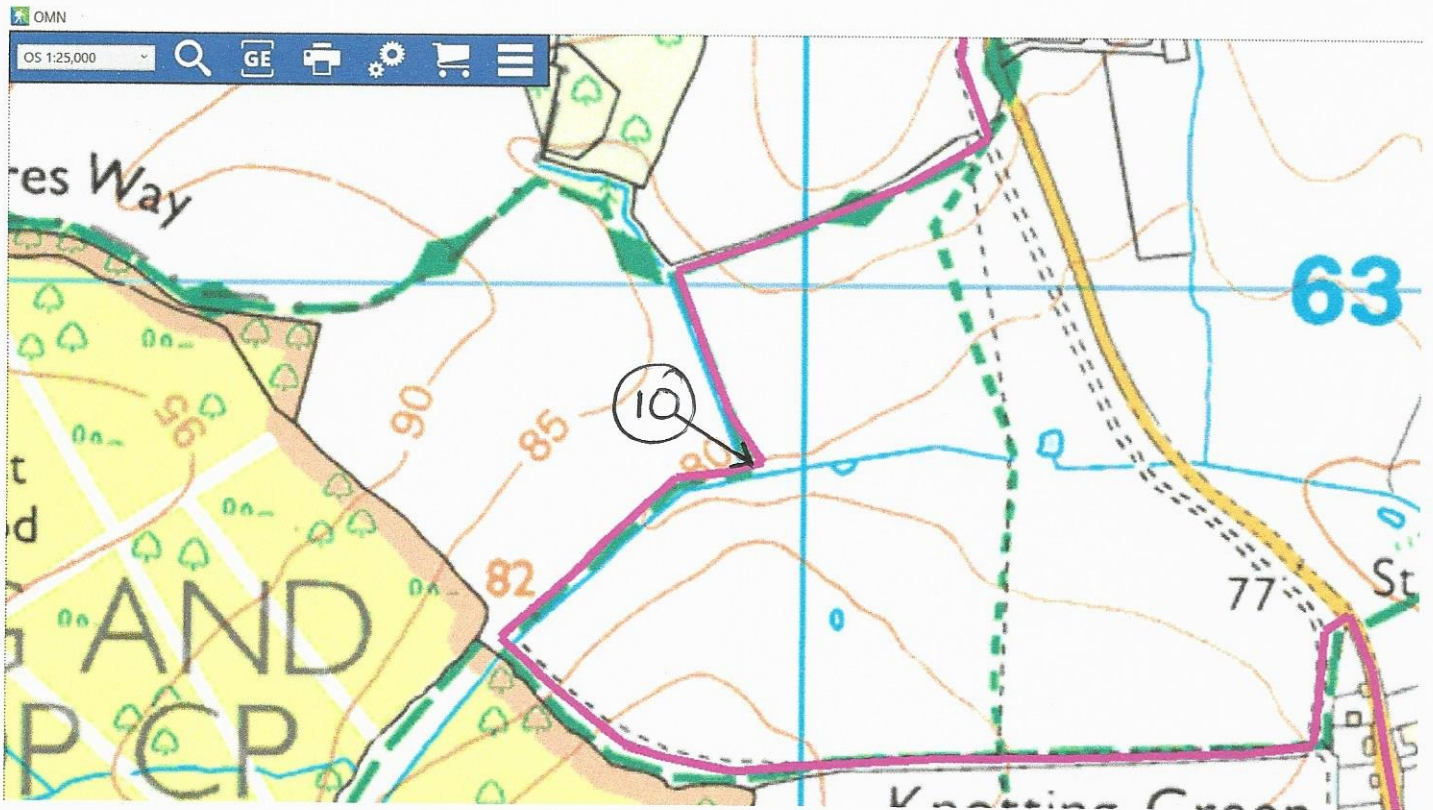 OMN
OS 1:25,000
GE
res Way
63
10
90
85
80
95
t
od
82
77
St
G AND
P CP
Knotting Green